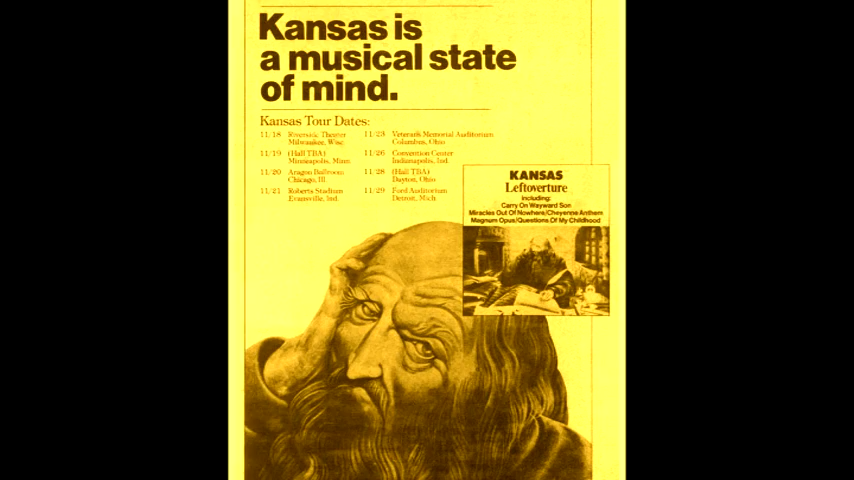 Kansas is
a musical state
of mind.
Kansas Tour Dates:
11/18 Riverside Theater
Milwaukee, Wisc.
11/19 (Hall TBA)
Minneapolis, Minn.
11/20 Aragon Ballroom
Chicago, Ill.
11/21 Roberts Stadium
Evansville, Ind.
11/23 Veteran's Memorial Auditorium
Columbus, Ohio
11/26 Convention Center
Indianapolis, Ind.
11/28 (Hall TBA)
Dayton, Ohio
11/29 Ford Auditorium
Detroit, Mich.
KANSAS
Leftoverture
Including:
Carry On Wayward Son
Miracles Out Of Nowhere/Cheyenne Anthem
Magnum Opus/Questions Of My Childhood